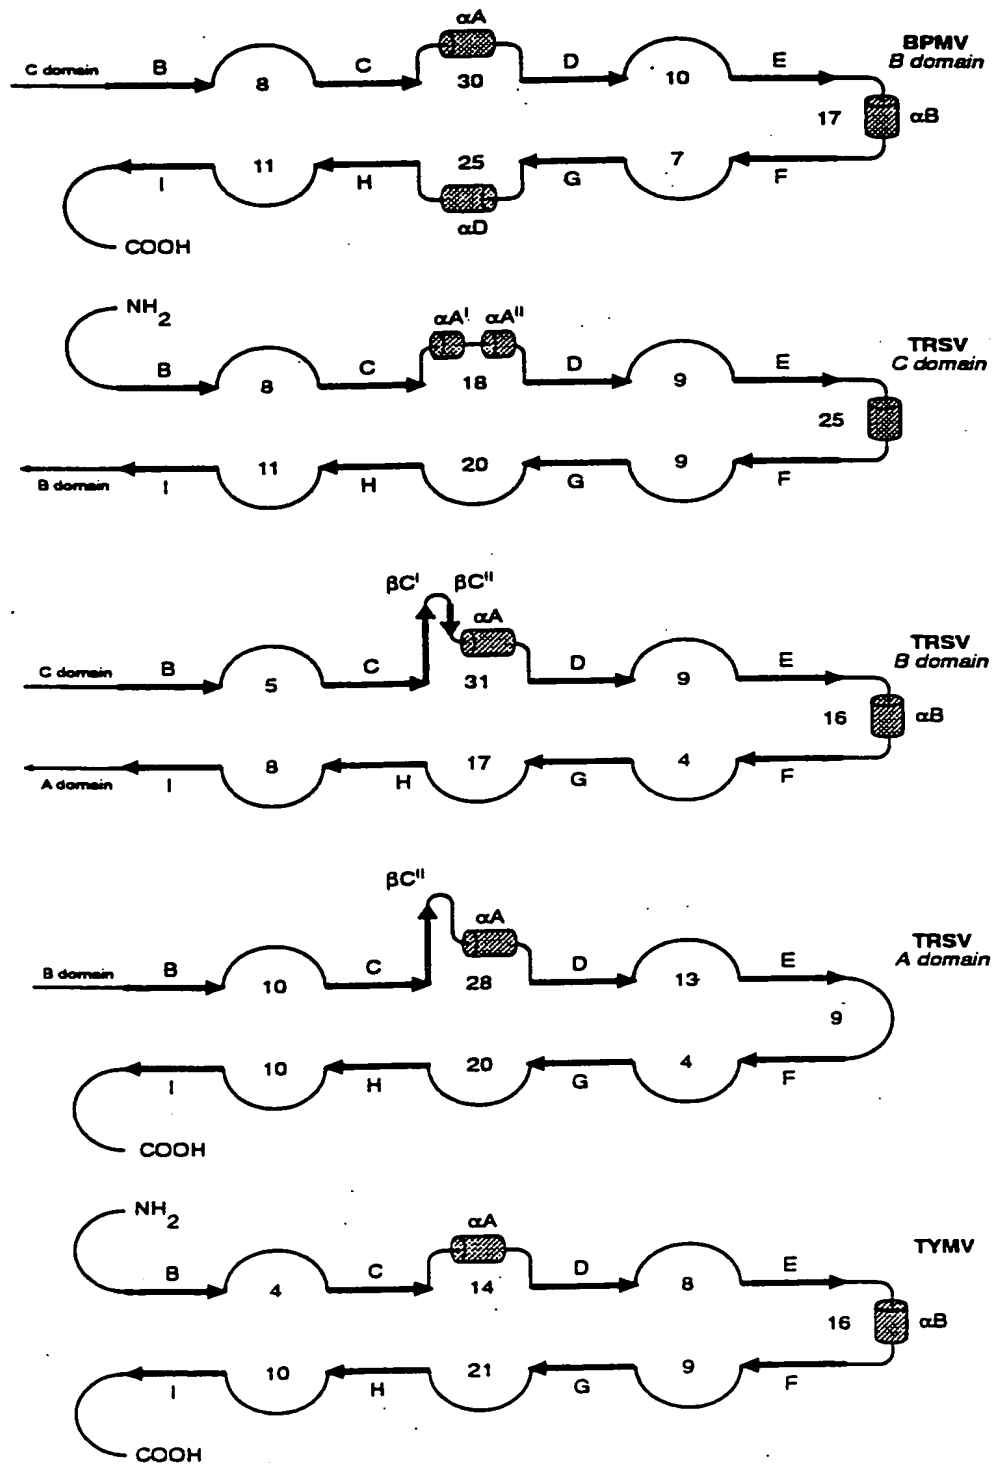 αA
BPMV
B domain
C domain B 8 C 30 D 10 E
17 αB
I 11 H 25 G 7 F
αD
COOH
NH2
αA^I αA^II
TRSV
C domain
B 8 C 18 D 9 E
25
B domain I 11 H 20 G 9 F
βC^I βC^II
αA
TRSV
B domain
C domain B 5 C 31 D 9 E
16 αB
A domain I 8 H 17 G 4 F
βC^II
αA
TRSV
A domain
B domain B 10 C 28 D 13 E
9
I 10 H 20 G 4 F
COOH
NH2
αA
TYMV
B 4 C 14 D 8 E
16 αB
I 10 H 21 G 9 F
COOH